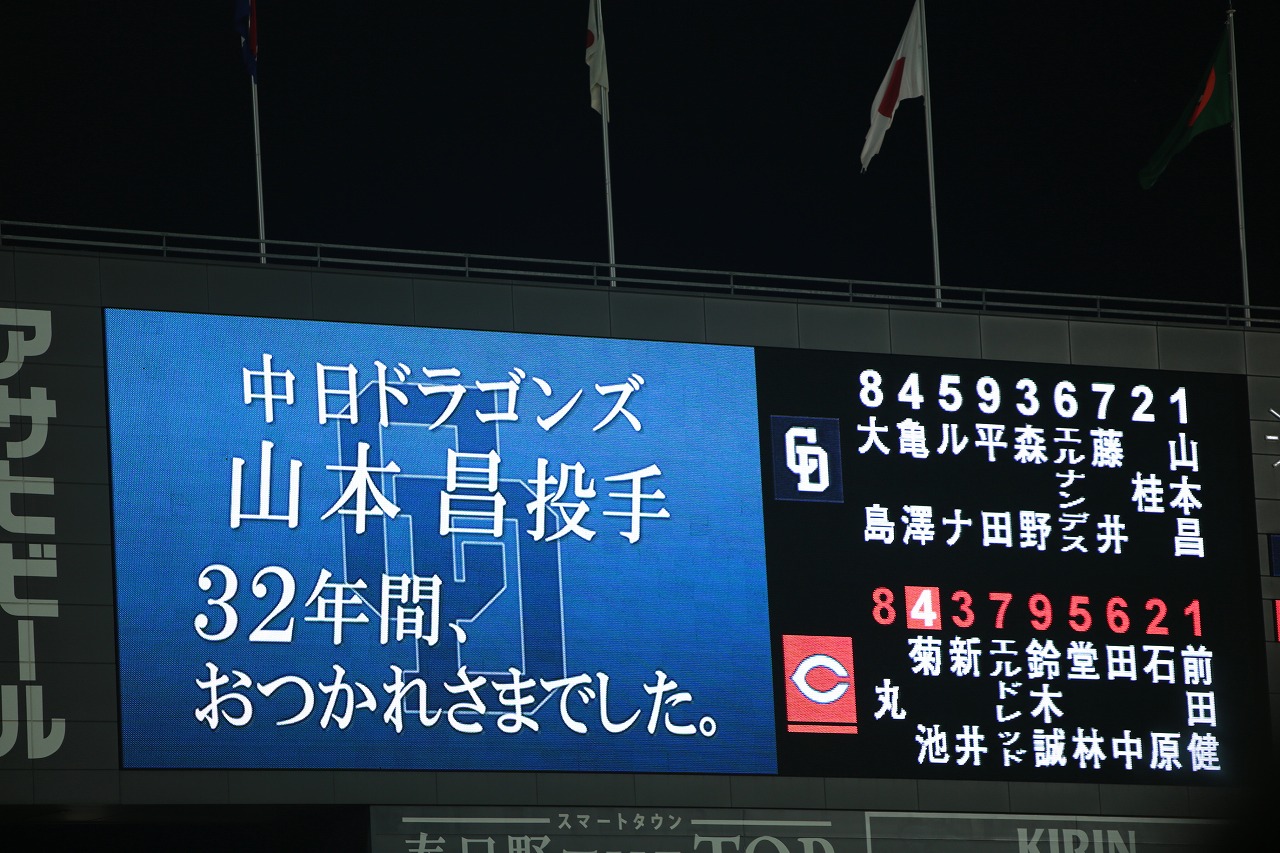 アサヒビール
中日ドラゴンズ
山本 昌投手
32年間、
おつかれさまでした。
8 4 5 9 3 6 7 2 1
大島
亀澤
ルナ
平田
森野
エルナンデス
藤井
桂
山本昌
8 4 3 7 9 5 6 2 1
丸
菊池
新井
エルドレッド
鈴木誠
堂林
田中
石原
前田健
スマートタウン
春日野 THE TOP
KIRIN